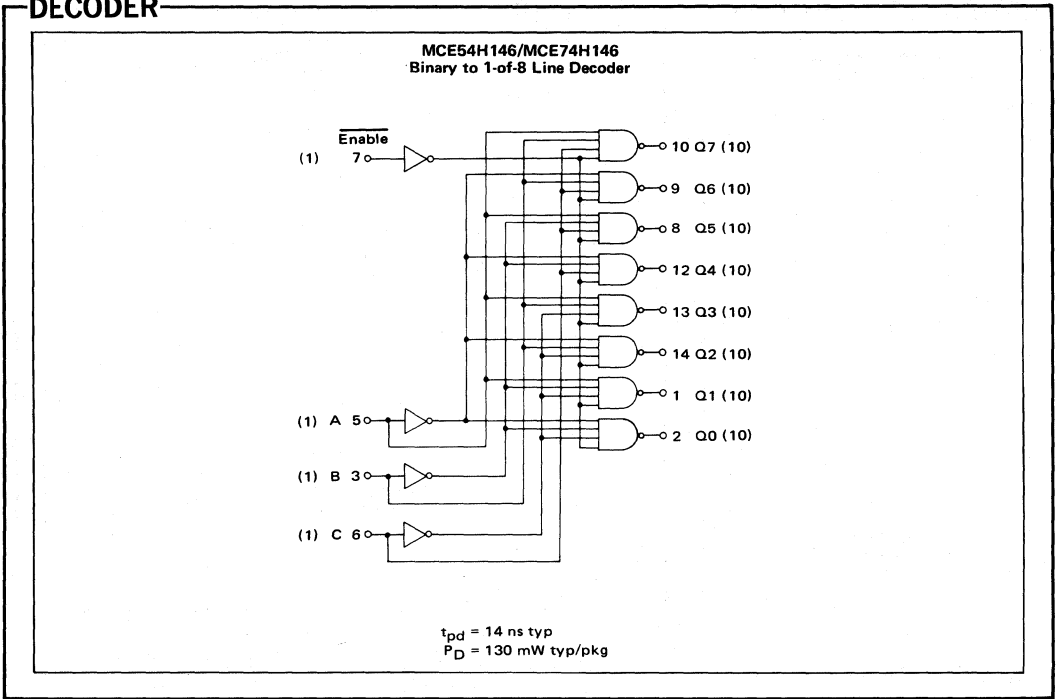 DECODER
MCE54H146/MCE74H146
Binary to 1-of-8 Line Decoder
Enable
(1) 7
10 Q7 (10)
9 Q6 (10)
8 Q5 (10)
12 Q4 (10)
13 Q3 (10)
14 Q2 (10)
1 Q1 (10)
(1) A 5
2 Q0 (10)
(1) B 3
(1) C 6
tpd = 14 ns typ
PD = 130 mW typ/pkg